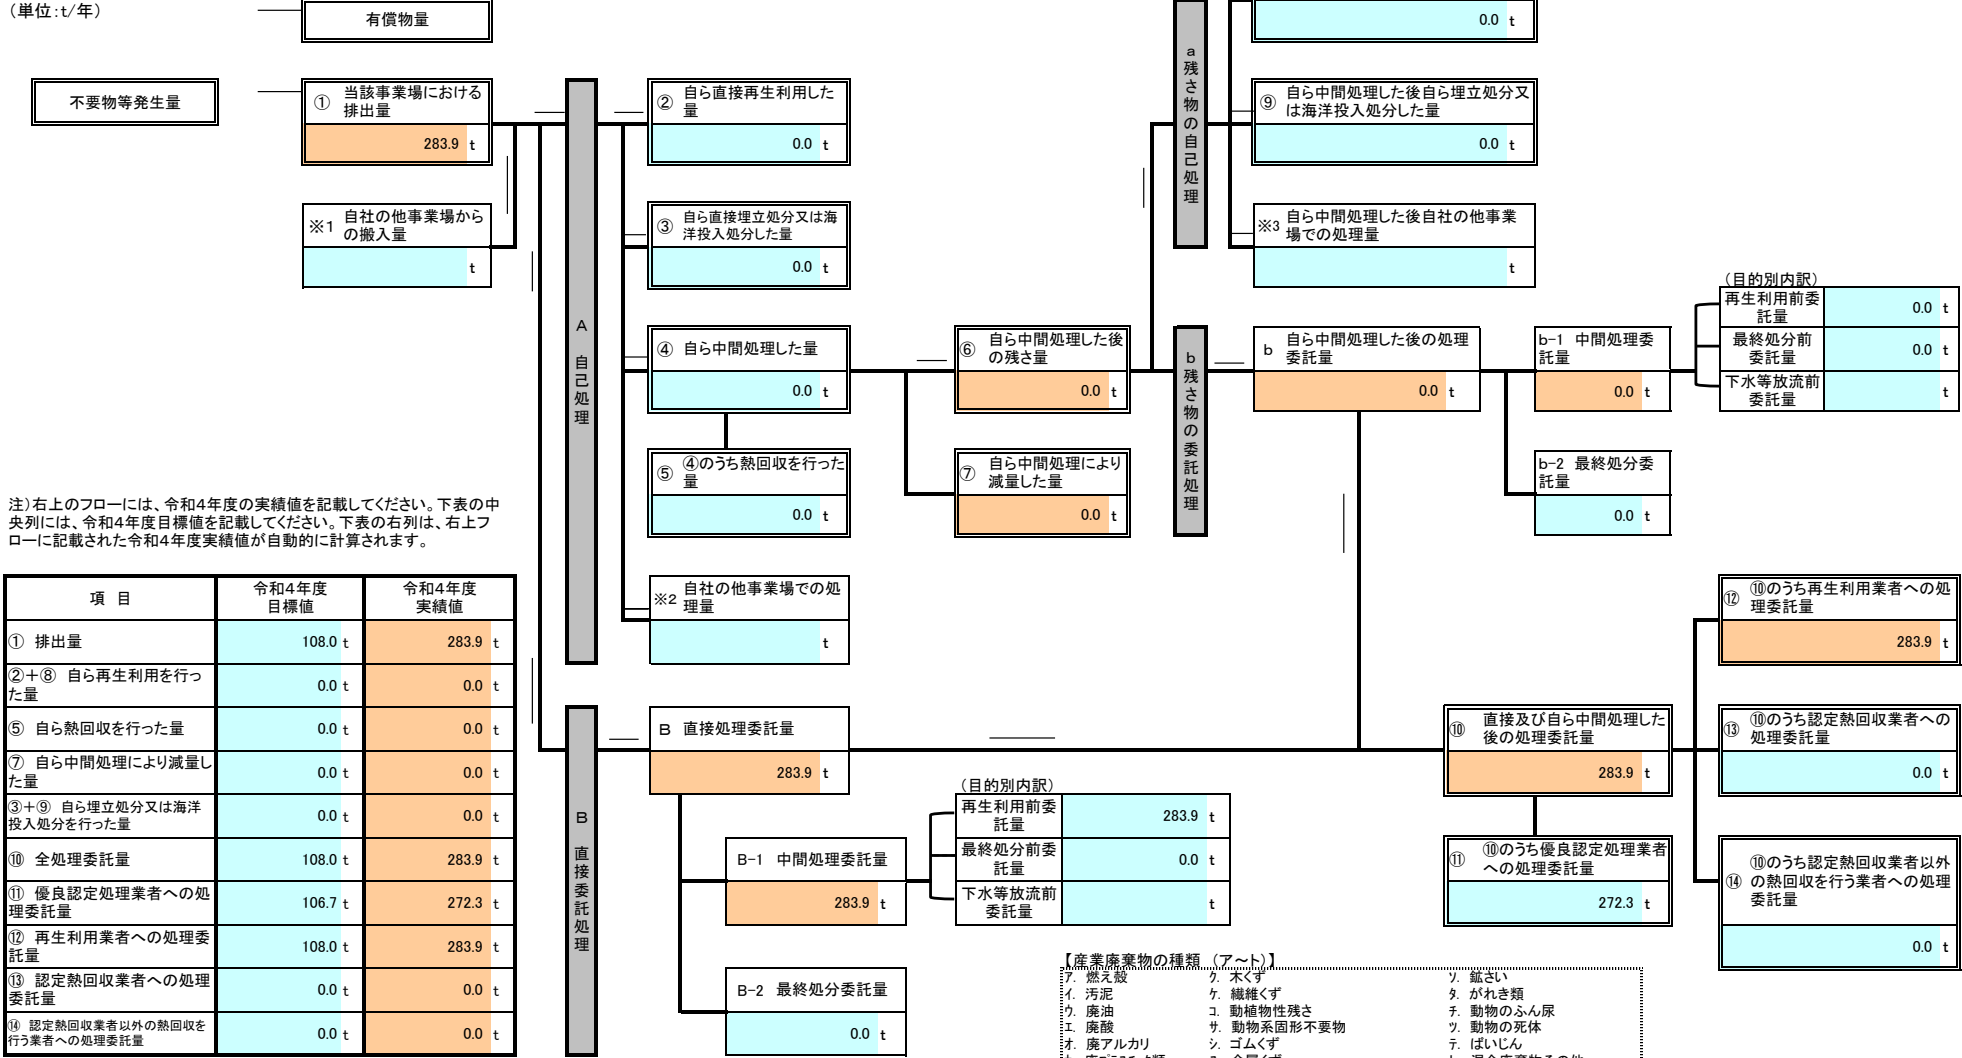 （単位：t/年）
有償物量
0.0 t
不要物等発生量
① 当該事業場における
排出量
283.9 t
※1 自社の他事業場から
の搬入量
t
A 自己処理
② 自ら直接再生利用した
量
0.0 t
③ 自ら直接埋立処分又は海
洋投入処分した量
0.0 t
④ 自ら中間処理した量
0.0 t
⑤ ④のうち熱回収を行った
量
0.0 t
※2 自社の他事業場での処
理量
t
⑥ 自ら中間処理した後
の残さ量
0.0 t
⑦ 自ら中間処理により
減量した量
0.0 t
a 残さ物の自己処理
⑨ 自ら中間処理した後自ら埋立処分又
は海洋投入処分した量
0.0 t
※3 自ら中間処理した後自社の他事業
場での処理量
t
b 残さ物の委託処理
b 自ら中間処理した後の処理
委託量
0.0 t
b-1 中間処理委
託量
0.0 t
b-2 最終処分委
託量
0.0 t
（目的別内訳）
再生利用前委
託量 0.0 t
最終処分前
委託量 0.0 t
下水等放流前
委託量 t
注）右上のフローには、令和4年度の実績値を記載してください。下表の中
央列には、令和4年度目標値を記載してください。下表の右列は、右上フ
ローに記載された令和4年度実績値が自動的に計算されます。
項 目 令和4年度
目標値 令和4年度
実績値
① 排出量 108.0 t 283.9 t
②＋⑧ 自ら再生利用を行っ
た量 0.0 t 0.0 t
⑤ 自ら熱回収を行った量 0.0 t 0.0 t
⑦ 自ら中間処理により減量し
た量 0.0 t 0.0 t
③＋⑨ 自ら埋立処分又は海洋
投入処分を行った量 0.0 t 0.0 t
⑩ 全処理委託量 108.0 t 283.9 t
⑪ 優良認定処理業者への処
理委託量 106.7 t 272.3 t
⑫ 再生利用業者への処理委
託量 108.0 t 283.9 t
⑬ 認定熱回収業者への処理
委託量 0.0 t 0.0 t
⑭ 認定熱回収業者以外の熱回収を
行う業者への処理委託量 0.0 t 0.0 t
B 直接委託処理
B 直接処理委託量
283.9 t
B-1 中間処理委託量
283.9 t
B-2 最終処分委託量
0.0 t
（目的別内訳）
再生利用前委
託量 283.9 t
最終処分前委
託量 0.0 t
下水等放流前
委託量 t
⑩ 直接及び自ら中間処理した
後の処理委託量
283.9 t
⑪ ⑩のうち優良認定処理業者
への処理委託量
272.3 t
⑫ ⑩のうち再生利用業者への処
理委託量
283.9 t
⑬ ⑩のうち認定熱回収業者への
処理委託量
0.0 t
⑭ ⑩のうち認定熱回収業者以外
の熱回収を行う業者への処理
委託量
0.0 t
【産業廃棄物の種類 （ア～ト）】
ア. 燃え殻 ク. 木くず ソ. 鉱さい
イ. 汚泥 ケ. 繊維くず タ. がれき類
ウ. 廃油 コ. 動植物性残さ チ. 動物のふん尿
エ. 廃酸 サ. 動物系固形不要物 ツ. 動物の死体
オ. 廃アルカリ シ. ゴムくず テ. ばいじん